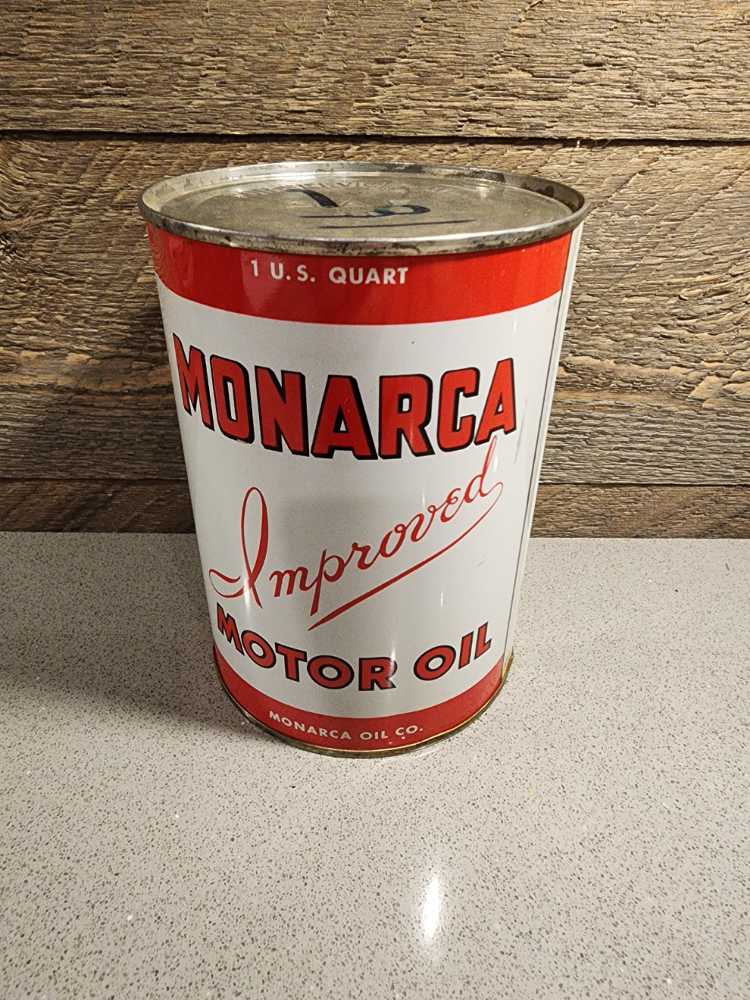 1 U.S. QUART
MONARCA
Improved
MOTOR OIL
MONARCA OIL CO.